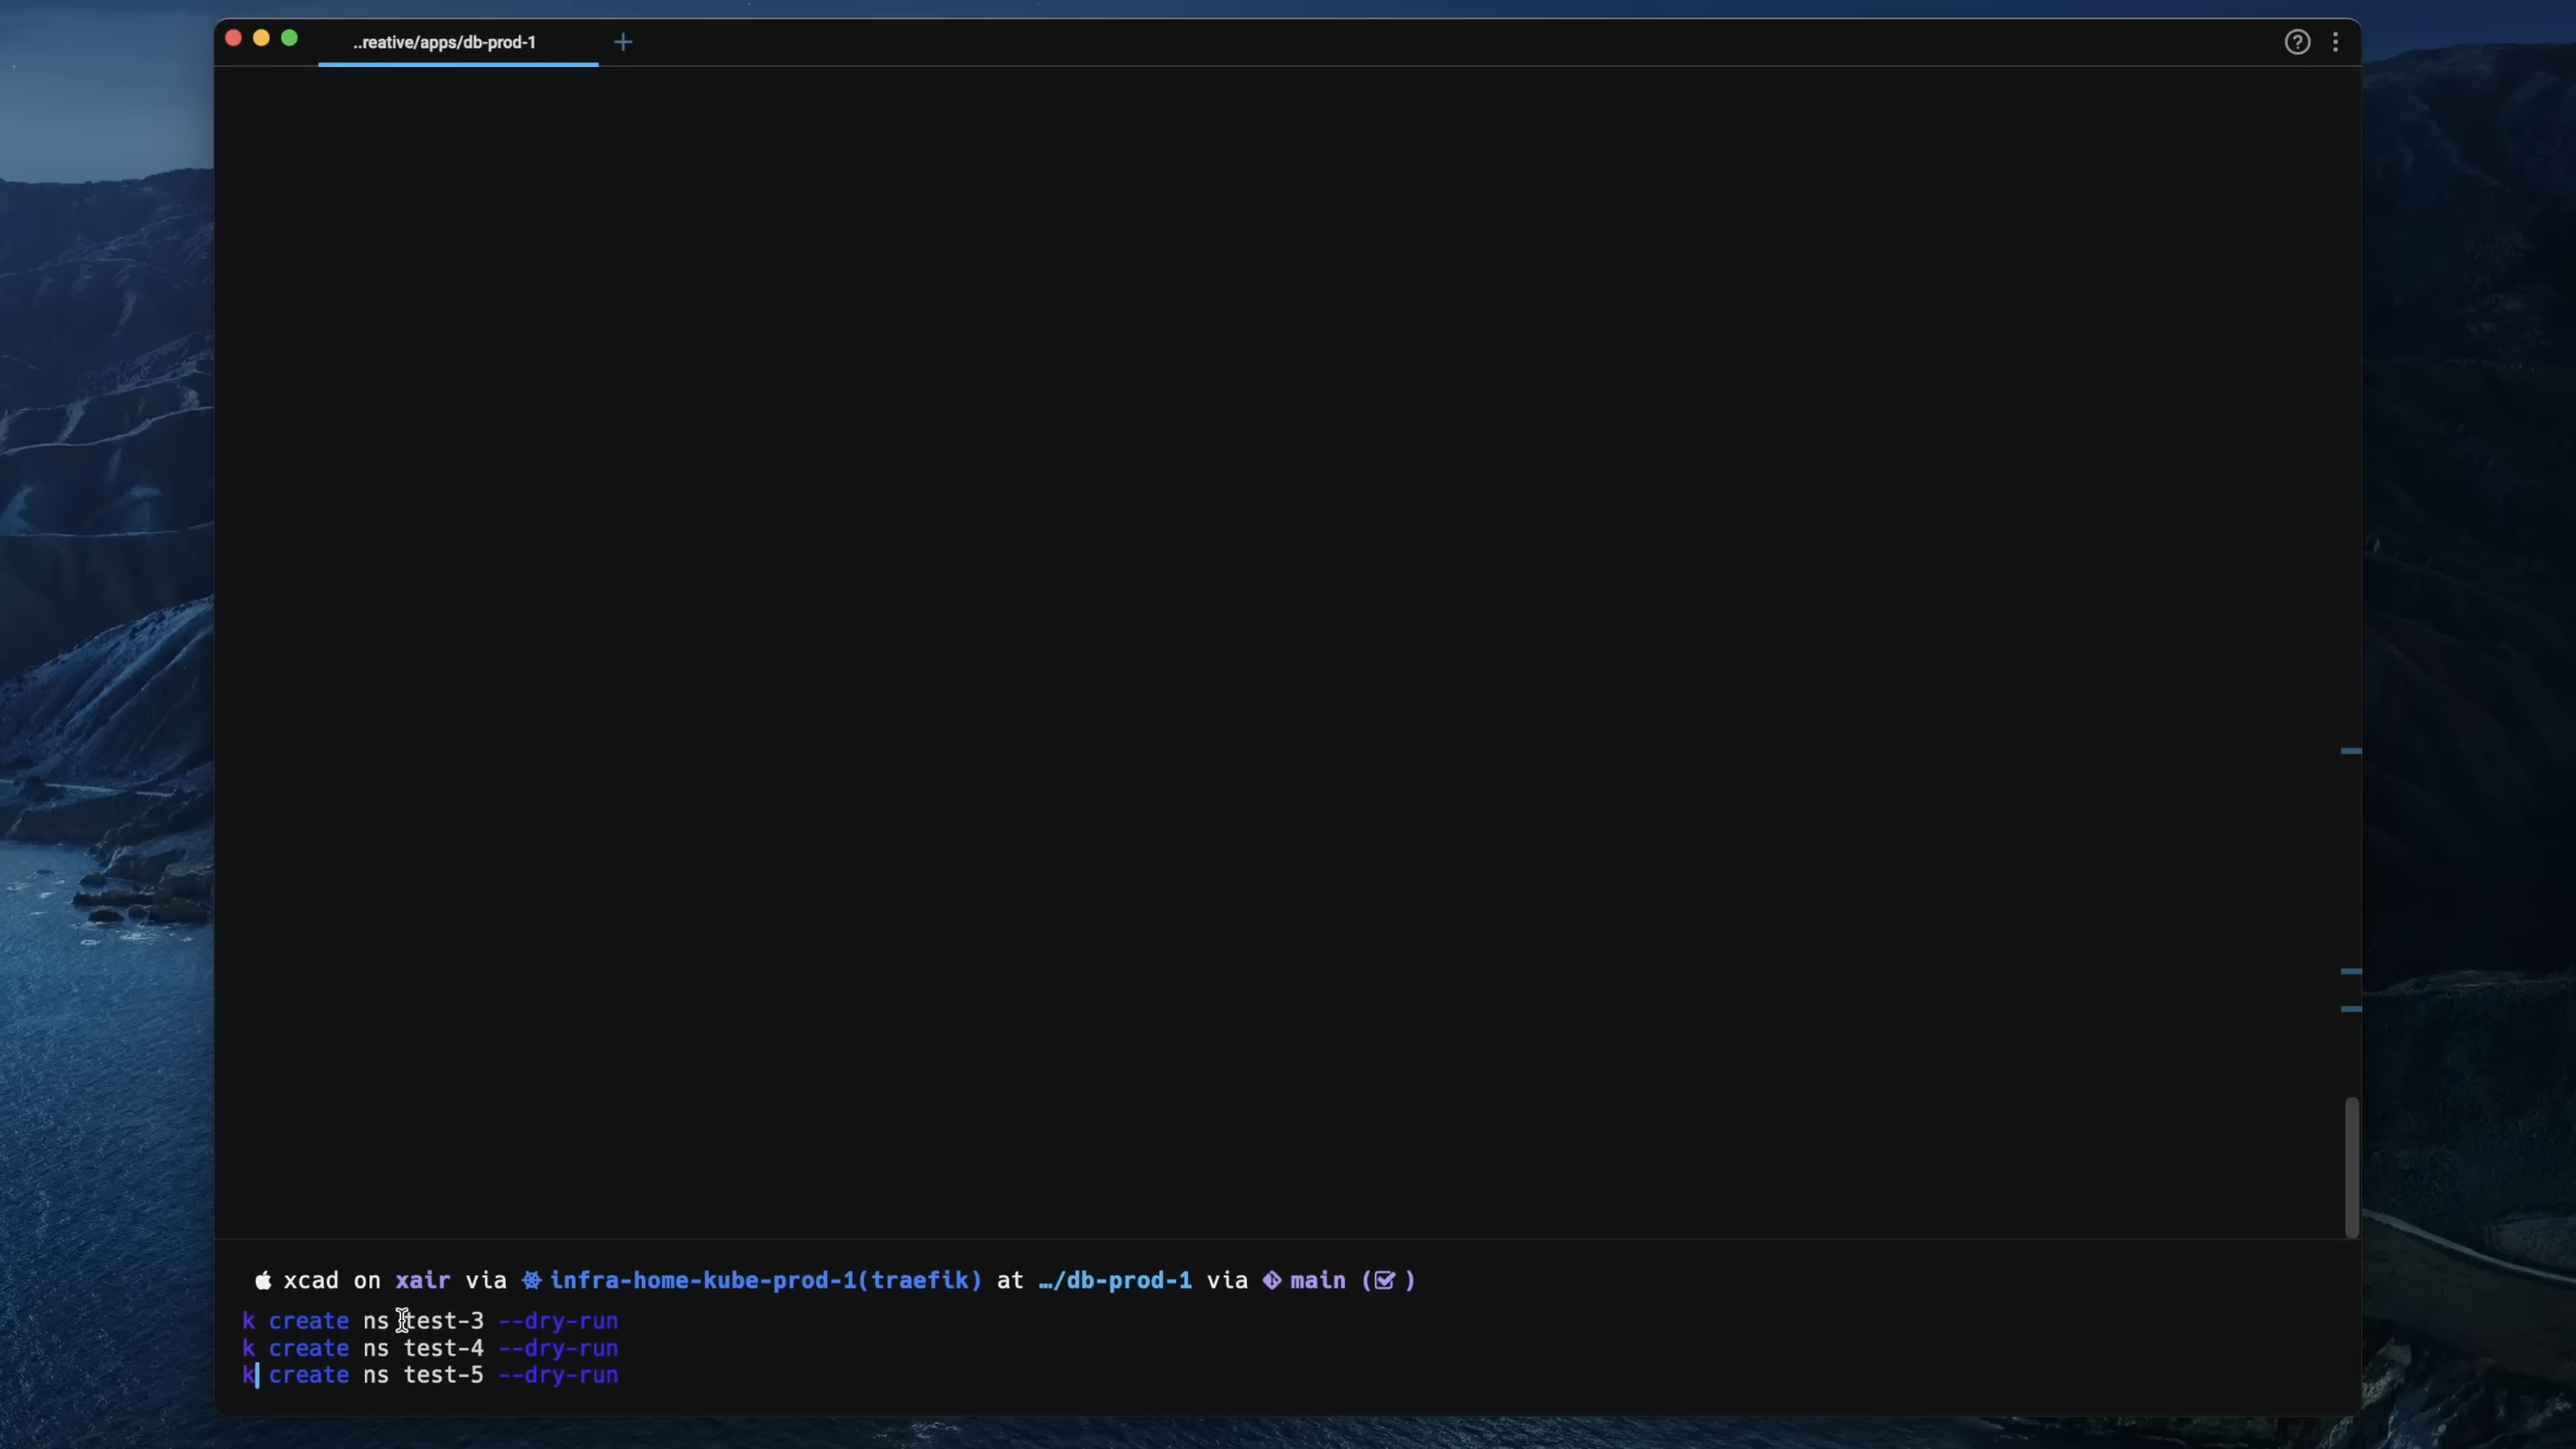 ..reative/apps/db-prod-1
xcad on xair via infra-home-kube-prod-1(traefik) at …/db-prod-1 via main ( )
k create ns test-3 --dry-run
k create ns test-4 --dry-run
k create ns test-5 --dry-run